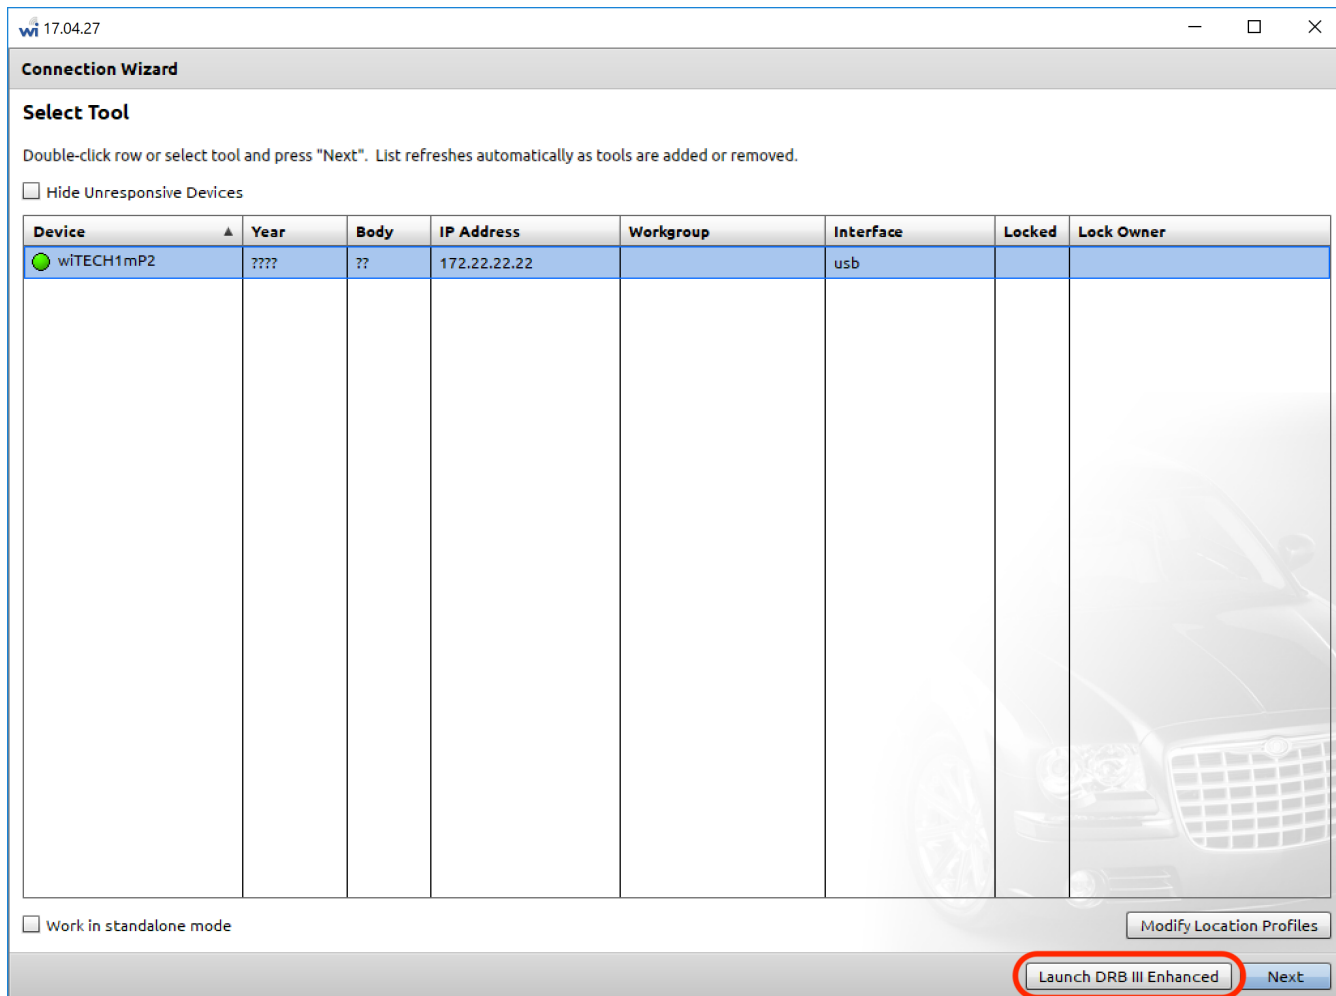 wi 17.04.27
Connection Wizard
Select Tool
Double-click row or select tool and press "Next". List refreshes automatically as tools are added or removed.
Hide Unresponsive Devices
Device Year Body IP Address Workgroup Interface Locked Lock Owner
wiTECH1mP2 ???? ?? 172.22.22.22 usb
Work in standalone mode
Modify Location Profiles
Launch DRB III Enhanced Next